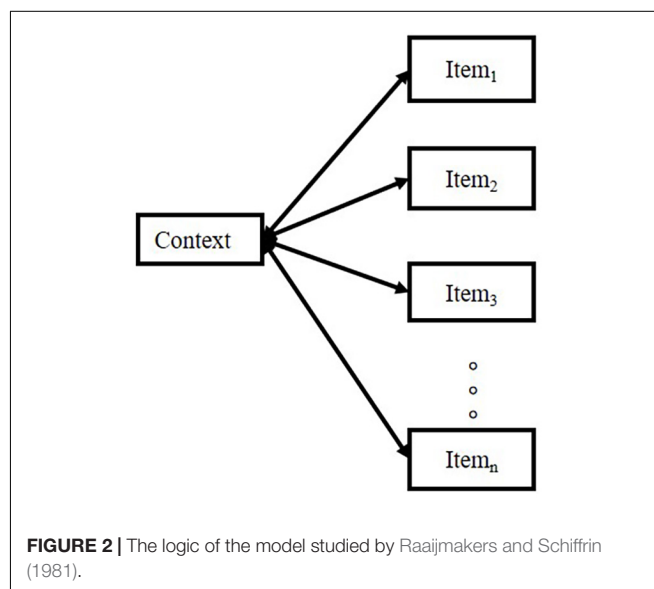 Item₁
Item₂
Context
Item₃
Itemₙ
FIGURE 2 | The logic of the model studied by Raaijmakers and Schiffrin
(1981).